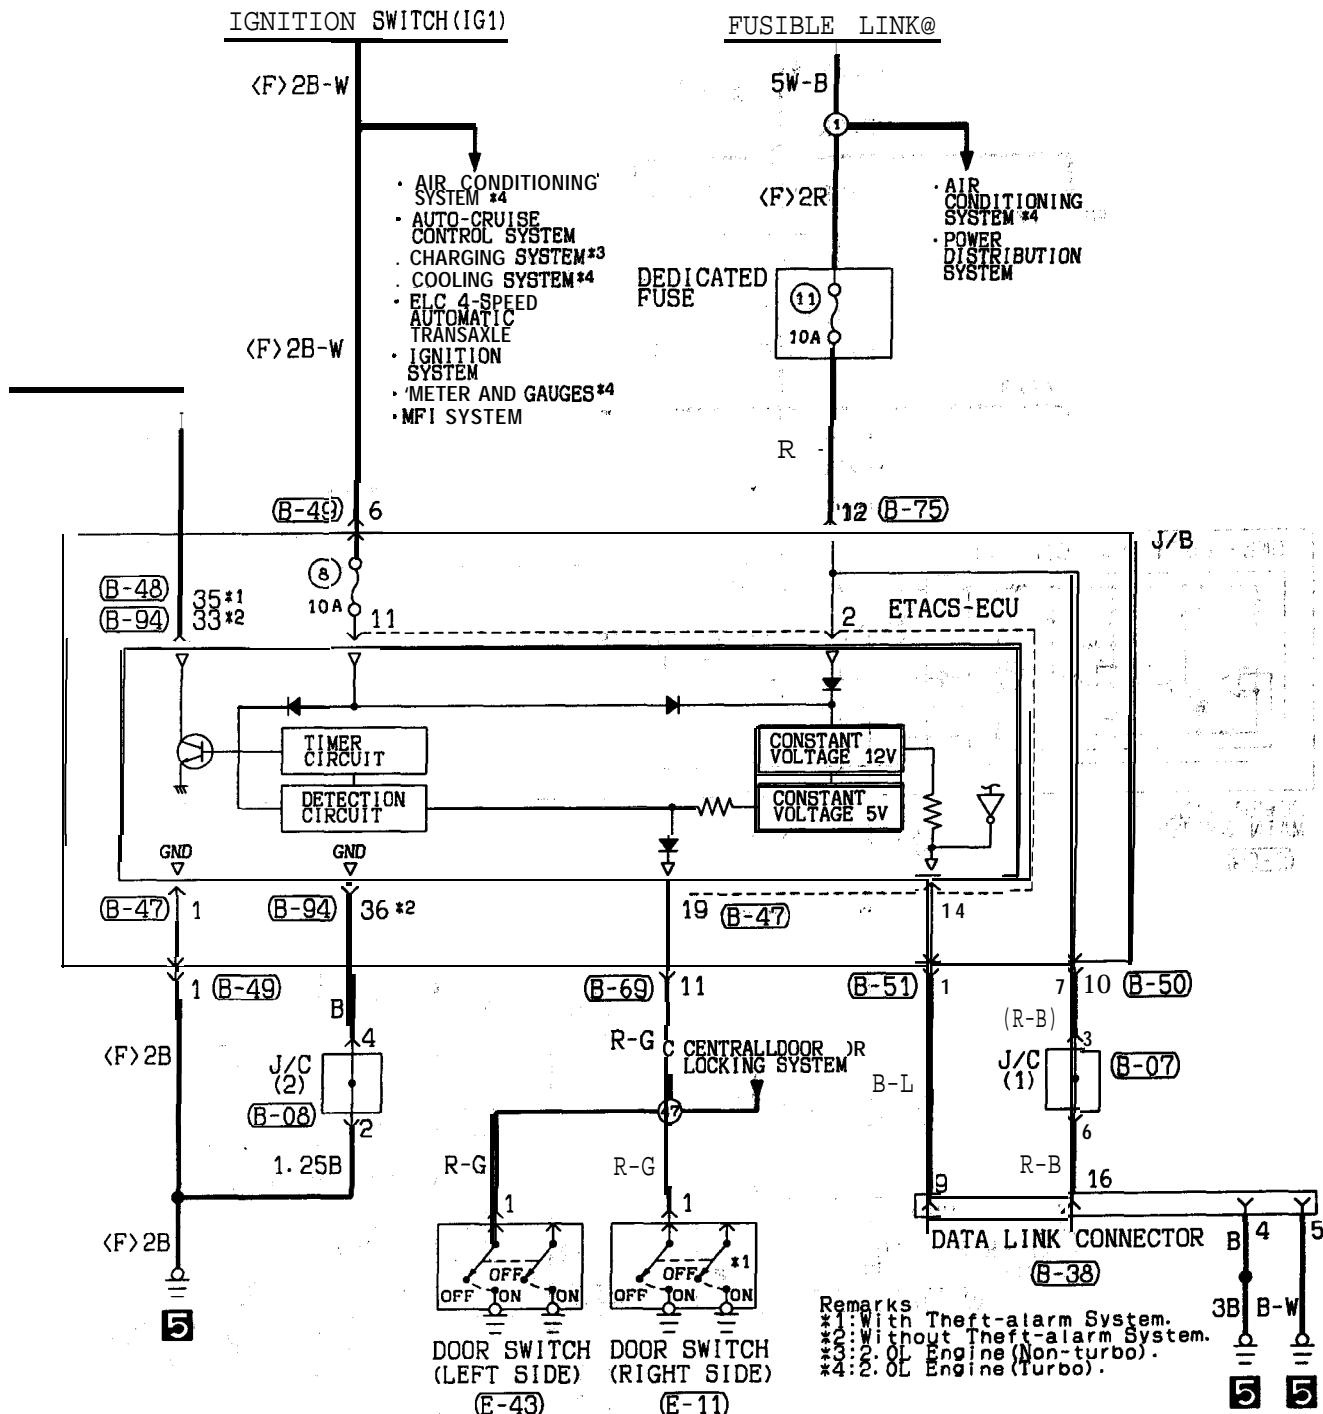 IGNITION SWITCH(IG1)
FUSIBLE LINK@
<F>2B-W
5W-B
1
· AIR CONDITIONING
SYSTEM *4
· AUTO-CRUISE
CONTROL SYSTEM
. CHARGING SYSTEM*3
. COOLING SYSTEM*4
· ELC 4-SPEED
AUTOMATIC
TRANSAXLE
· IGNITION
SYSTEM
· METER AND GAUGES*4
· MFI SYSTEM
<F>2R
· AIR
CONDITIONING
SYSTEM *4
· POWER
DISTRIBUTION
SYSTEM
DEDICATED
FUSE
11
10A
<F>2B-W
R
B-49 6
12 B-75
J/B
8
10A
11
B-48 35*1
B-94 33*2
2
ETACS-ECU
TIMER
CIRCUIT
CONSTANT
VOLTAGE 12V
DETECTION
CIRCUIT
CONSTANT
VOLTAGE 5V
GND
GND
B-47 1
B-94 36*2
19 B-47
14
1 B-49
B-69 11
B-51 1
7 10 B-50
B
(R-B)
<F>2B
4
J/C
(2)
B-08
2
R-G
C CENTRALLDOOR )R
LOCKING SYSTEM
47
B-L
3
J/C
(1)
B-07
6
1.25B
R-G
R-G
R-B
9
16
1
1
<F>2B
DATA LINK CONNECTOR
B-38
B 4
5
OFF
OFF
ON
ON
OFF
OFF
ON
ON
*1
3B B-W
5
DOOR SWITCH
(LEFT SIDE)
E-43
DOOR SWITCH
(RIGHT SIDE)
E-11
Remarks
*1:With Theft-alarm System.
*2:Without Theft-alarm System.
*3:2.0L Engine(Non-turbo).
*4:2.0L Engine(Turbo).
5
5